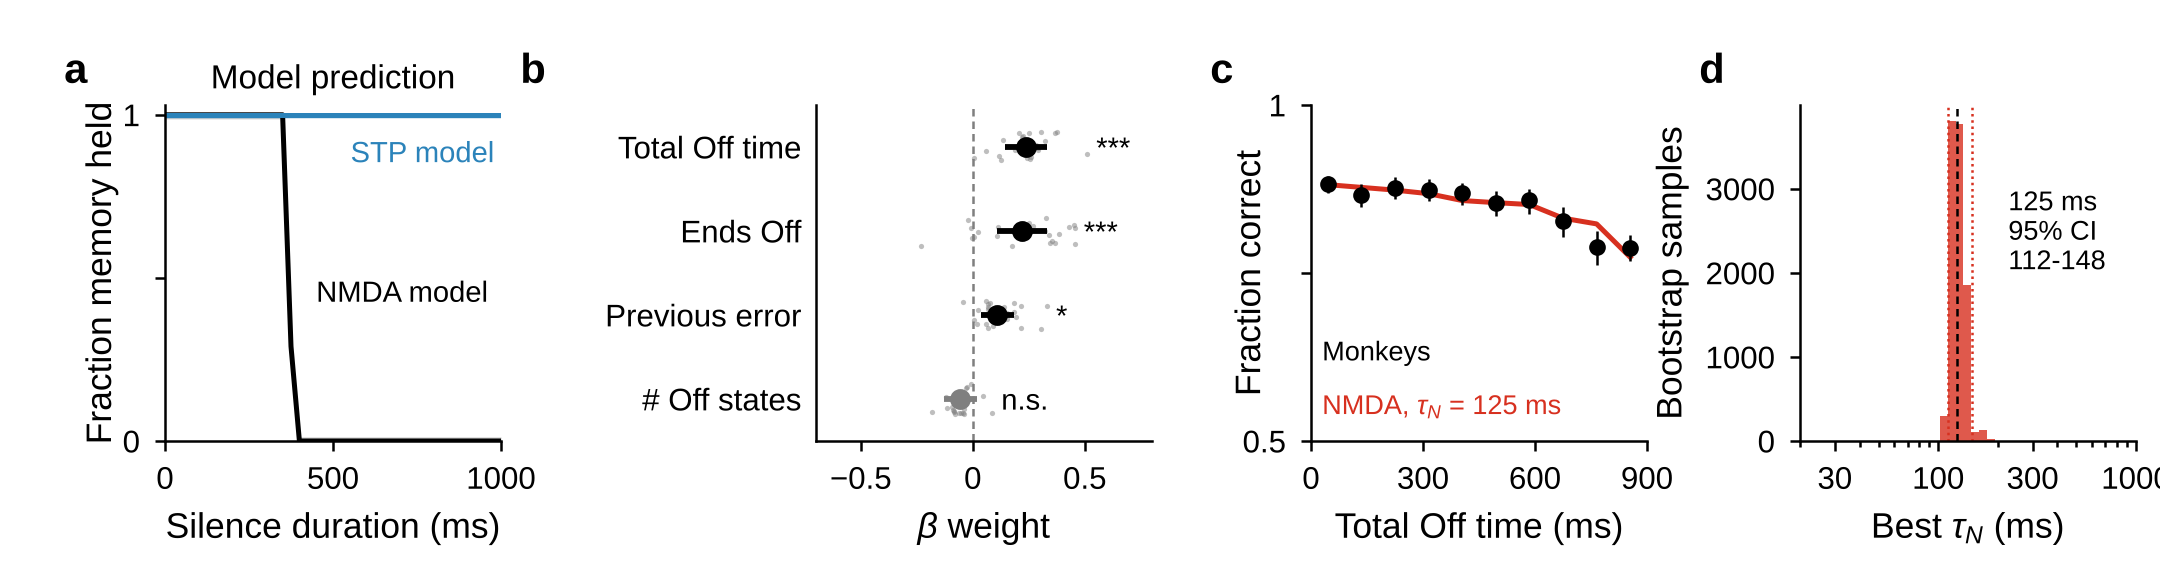 a
Model prediction
Fraction memory held
1
0
STP model
NMDA model
0 500 1000
Silence duration (ms)
b
Total Off time
***
Ends Off
***
Previous error
*
# Off states
n.s.
−0.5 0 0.5
β weight
c
Fraction correct
1
0.5
Monkeys
NMDA, τN = 125 ms
0 300 600 900
Total Off time (ms)
d
Bootstrap samples
3000
2000
1000
0
125 ms
95% CI
112-148
30 100 300 1000
Best τN (ms)